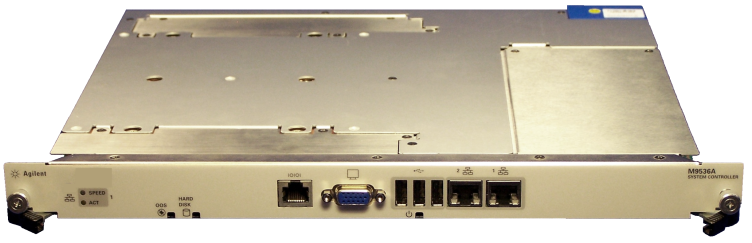 Agilent
SPEED
ACT
1
OOS
HARD
DISK
IOIOI
2
1
M9536A
SYSTEM CONTROLLER